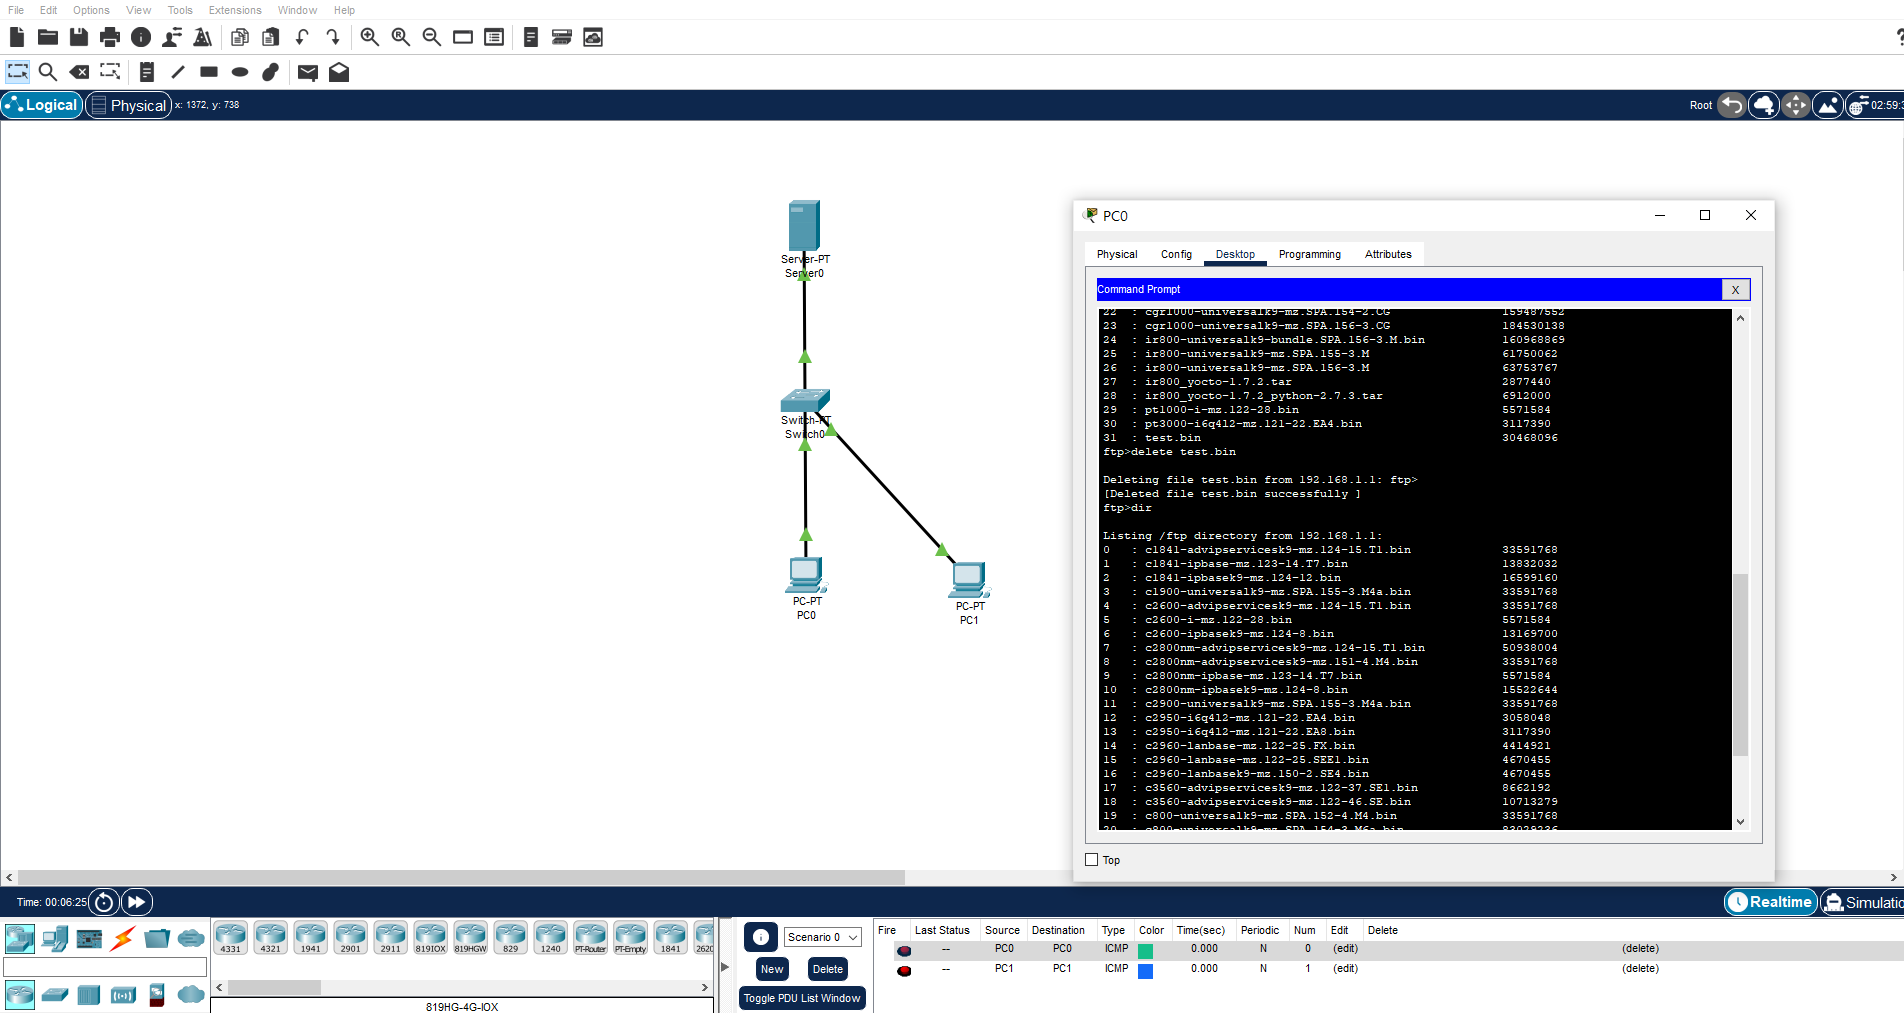 File Edit Options View Tools Extensions Window Help
Logical Physical x: 1372, y: 738
Root 02:59:3
Server-PT
Server0
Switch-PT
Switch0
PC-PT
PC0
PC-PT
PC1
PC0
Physical Config Desktop Programming Attributes
Command Prompt X
22 : cgr1000-universalk9-mz.SPA.154-2.CG 159487552
23 : cgr1000-universalk9-mz.SPA.156-3.CG 184530138
24 : ir800-universalk9-bundle.SPA.156-3.M.bin 160968869
25 : ir800-universalk9-mz.SPA.155-3.M 61750062
26 : ir800-universalk9-mz.SPA.156-3.M 63753767
27 : ir800_yocto-1.7.2.tar 2877440
28 : ir800_yocto-1.7.2_python-2.7.3.tar 6912000
29 : pt1000-i-mz.122-28.bin 5571584
30 : pt3000-i6q4l2-mz.121-22.EA4.bin 3117390
31 : test.bin 30468096
ftp>delete test.bin
Deleting file test.bin from 192.168.1.1: ftp>
[Deleted file test.bin successfully ]
ftp>dir
Listing /ftp directory from 192.168.1.1:
0 : c1841-advipservicesk9-mz.124-15.T1.bin 33591768
1 : c1841-ipbase-mz.123-14.T7.bin 13832032
2 : c1841-ipbasek9-mz.124-12.bin 16599160
3 : c1900-universalk9-mz.SPA.155-3.M4a.bin 33591768
4 : c2600-advipservicesk9-mz.124-15.T1.bin 33591768
5 : c2600-i-mz.122-28.bin 5571584
6 : c2600-ipbasek9-mz.124-8.bin 13169700
7 : c2800nm-advipservicesk9-mz.124-15.T1.bin 50938004
8 : c2800nm-advipservicesk9-mz.151-4.M4.bin 33591768
9 : c2800nm-ipbase-mz.123-14.T7.bin 5571584
10 : c2800nm-ipbasek9-mz.124-8.bin 15522644
11 : c2900-universalk9-mz.SPA.155-3.M4a.bin 33591768
12 : c2950-i6q4l2-mz.121-22.EA4.bin 3058048
13 : c2950-i6q4l2-mz.121-22.EA8.bin 3117390
14 : c2960-lanbase-mz.122-25.FX.bin 4414921
15 : c2960-lanbase-mz.122-25.SEE1.bin 4670455
16 : c2960-lanbasek9-mz.150-2.SE4.bin 4670455
17 : c3560-advipservicesk9-mz.122-37.SE1.bin 8662192
18 : c3560-advipservicesk9-mz.122-46.SE.bin 10713279
19 : c800-universalk9-mz.SPA.152-4.M4.bin 33591768
20 : c800-universalk9-mz.SPA.154-3.M6a.bin 83029236
Top
Time: 00:06:25
Realtime Simulatio
4331 4321 1941 2901 2911 819IOX 819HGW 829 1240 PT-Router PT-Empty 1841 2620
819HG-4G-IOX
Scenario 0
New Delete
Toggle PDU List Window
Fire Last Status Source Destination Type Color Time(sec) Periodic Num Edit Delete
-- PC0 PC0 ICMP 0.000 N 0 (edit) (delete)
-- PC1 PC1 ICMP 0.000 N 1 (edit) (delete)